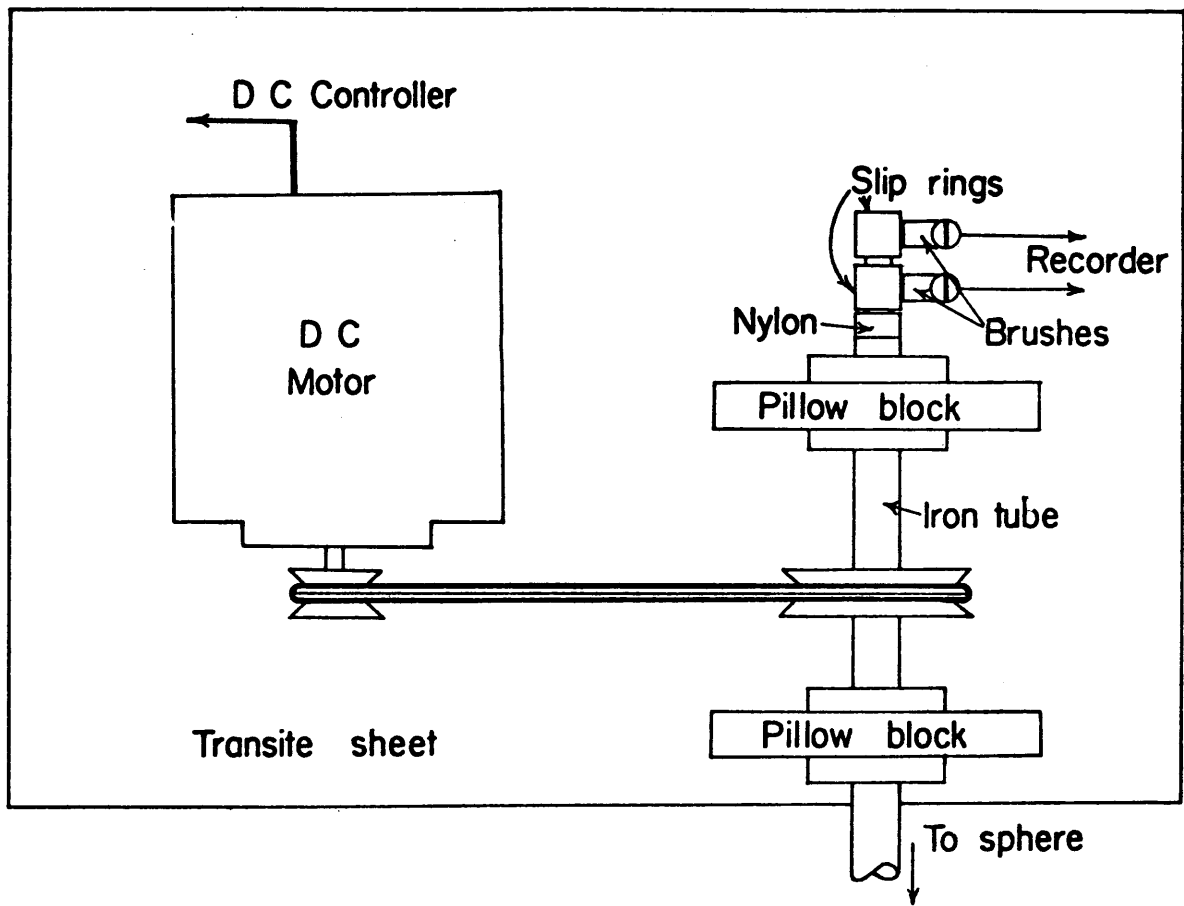 D C Controller
Slip rings
Recorder
D C
Motor
Nylon
Brushes
Pillow block
Iron tube
Transite sheet
Pillow block
To sphere